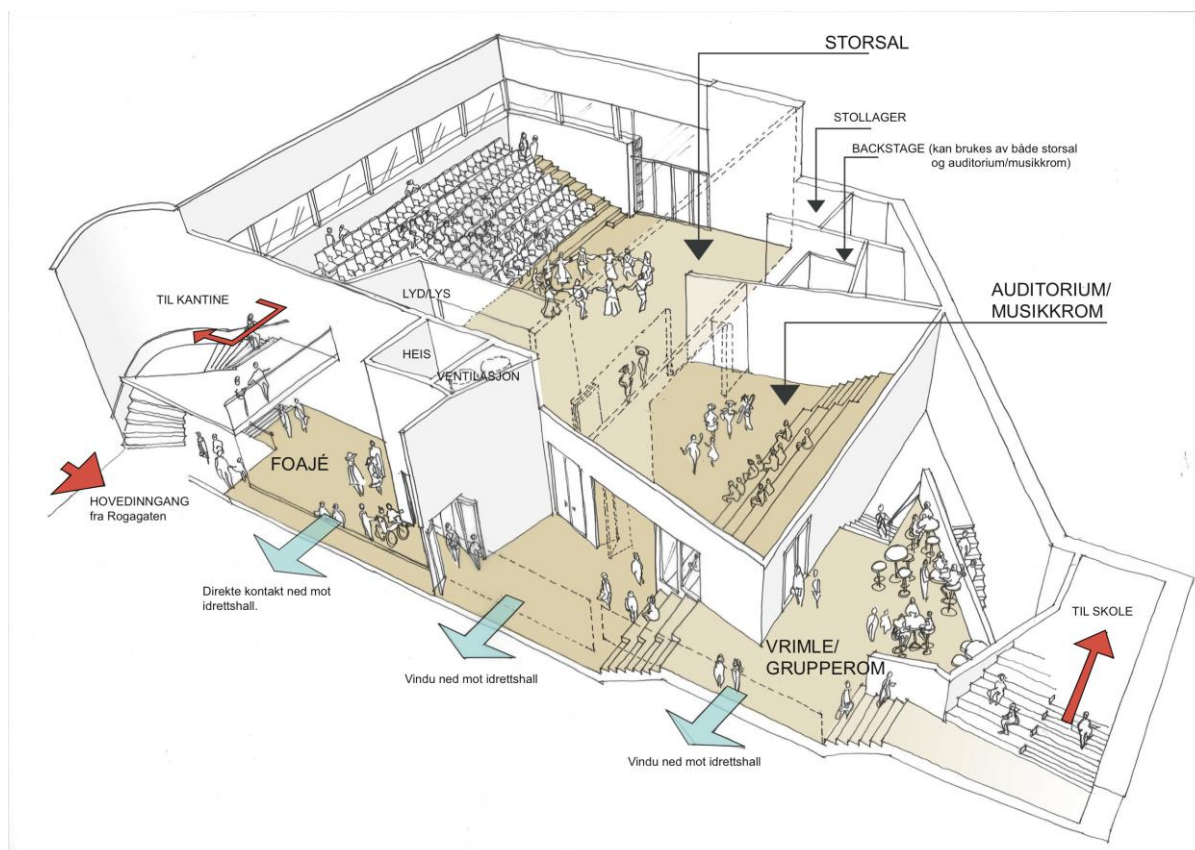 STORSAL
STOLLAGER
BACKSTAGE (kan brukes av både storsal
og auditorium/musikkrom)
AUDITORIUM/
MUSIKKROM
TIL KANTINE
LYD/LYS
HEIS
VENTILASJON
FOAJÉ
HOVEDINNGANG
fra Rogagaten
Direkte kontakt ned mot
idrettshall.
TIL SKOLE
VRIMLE/
GRUPPEROM
Vindu ned mot idrettshall
Vindu ned mot idrettshall